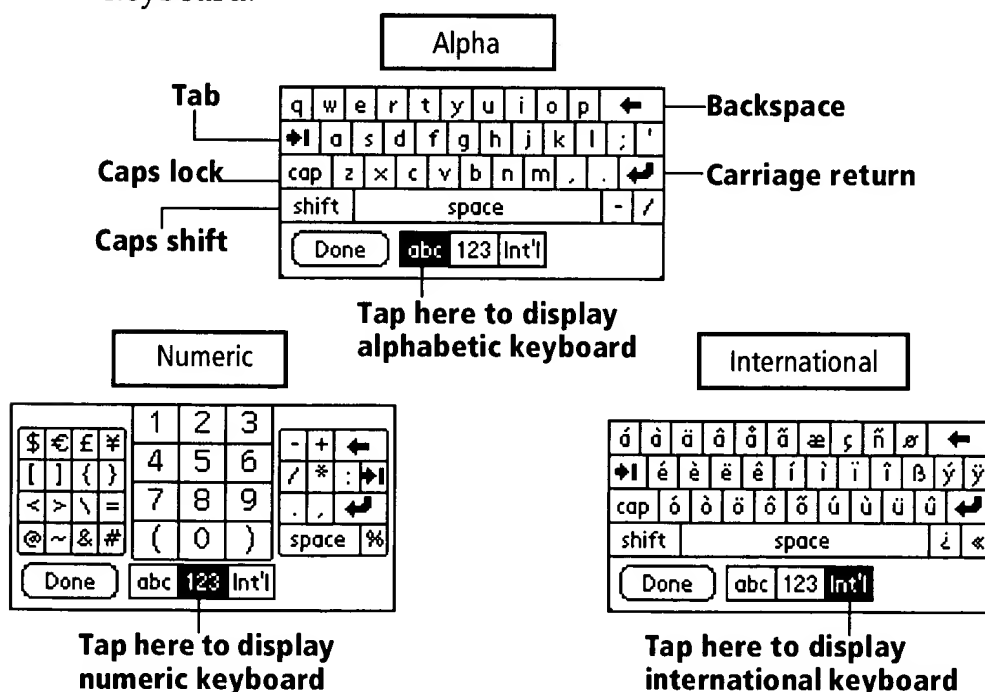 Keyboard.
Alpha
Tab
q w e r t y u i o p
Backspace
a s d f g h j k l ; '
Caps lock
cap z x c v b n m , .
Carriage return
shift space - /
Caps shift
Done abc 123 Int'l
Tap here to display
alphabetic keyboard
Numeric
1 2 3
$ € £ ¥ - +
[ ] { } 4 5 6 / * :
< > \ = 7 8 9 . ,
@ ~ & # ( 0 ) space %
Done abc 123 Int'l
Tap here to display
numeric keyboard
International
á à ä â å ã æ ç ñ ø
é è ë ê í ì ï î ß ý ÿ
cap ó ò ö ô õ ú ù ü û
shift space ¿ «
Done abc 123 Int'l
Tap here to display
international keyboard